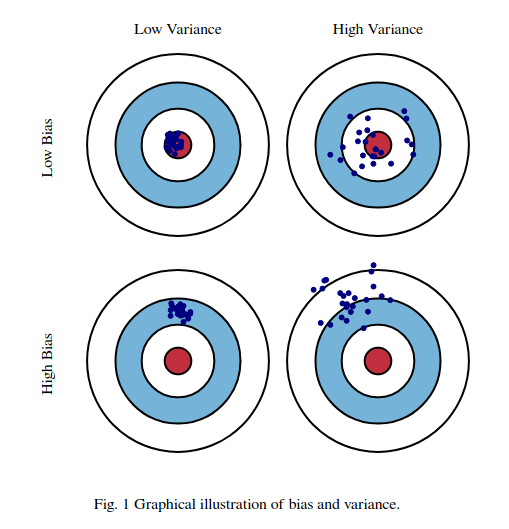 Low Variance
High Variance
Low Bias
High Bias
Fig. 1 Graphical illustration of bias and variance.